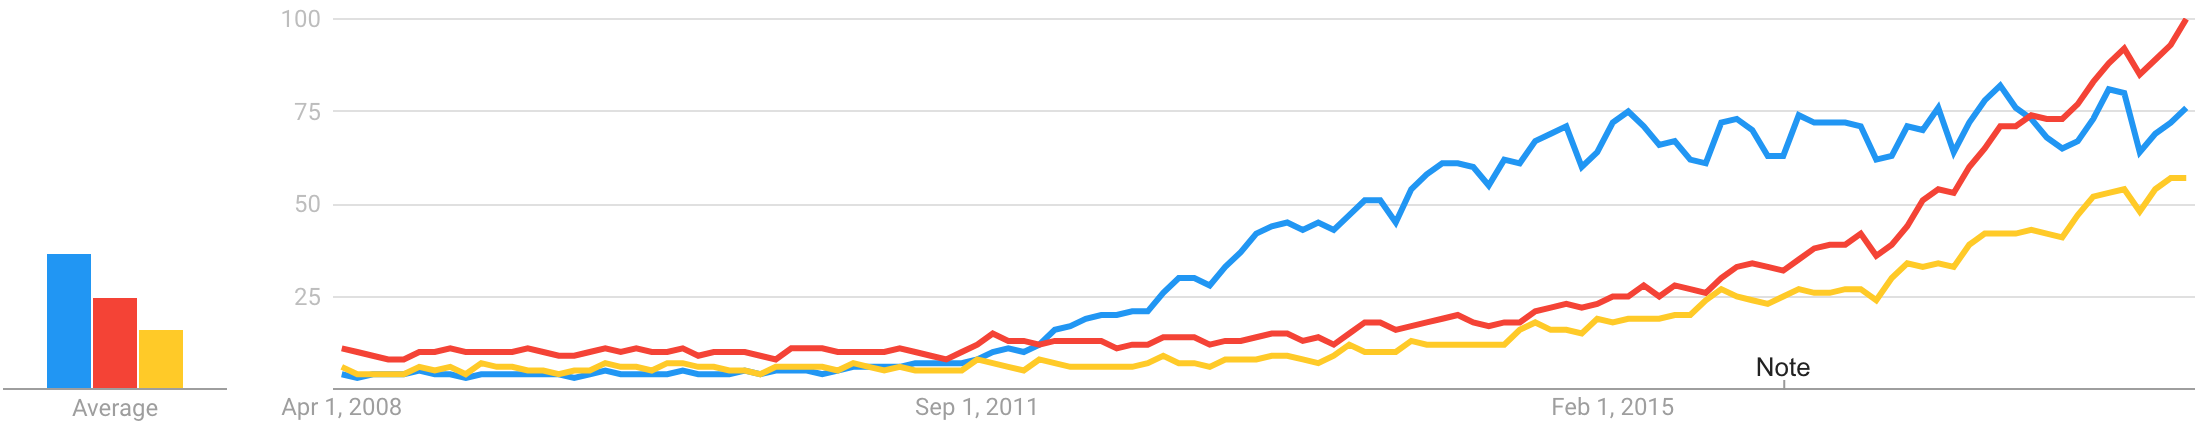 100
75
50
25
Note
Average
Apr 1, 2008
Sep 1, 2011
Feb 1, 2015